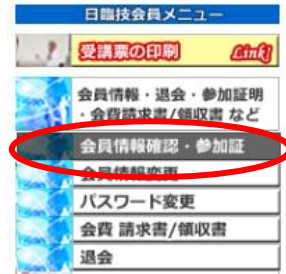 日臨技会員メニュー
受講票の印刷 Link!
会員情報・退会・参加証明
・会費請求書/領収書 など
会員情報確認・参加証
会員情報変更
パスワード変更
会費 請求書/領収書
退会